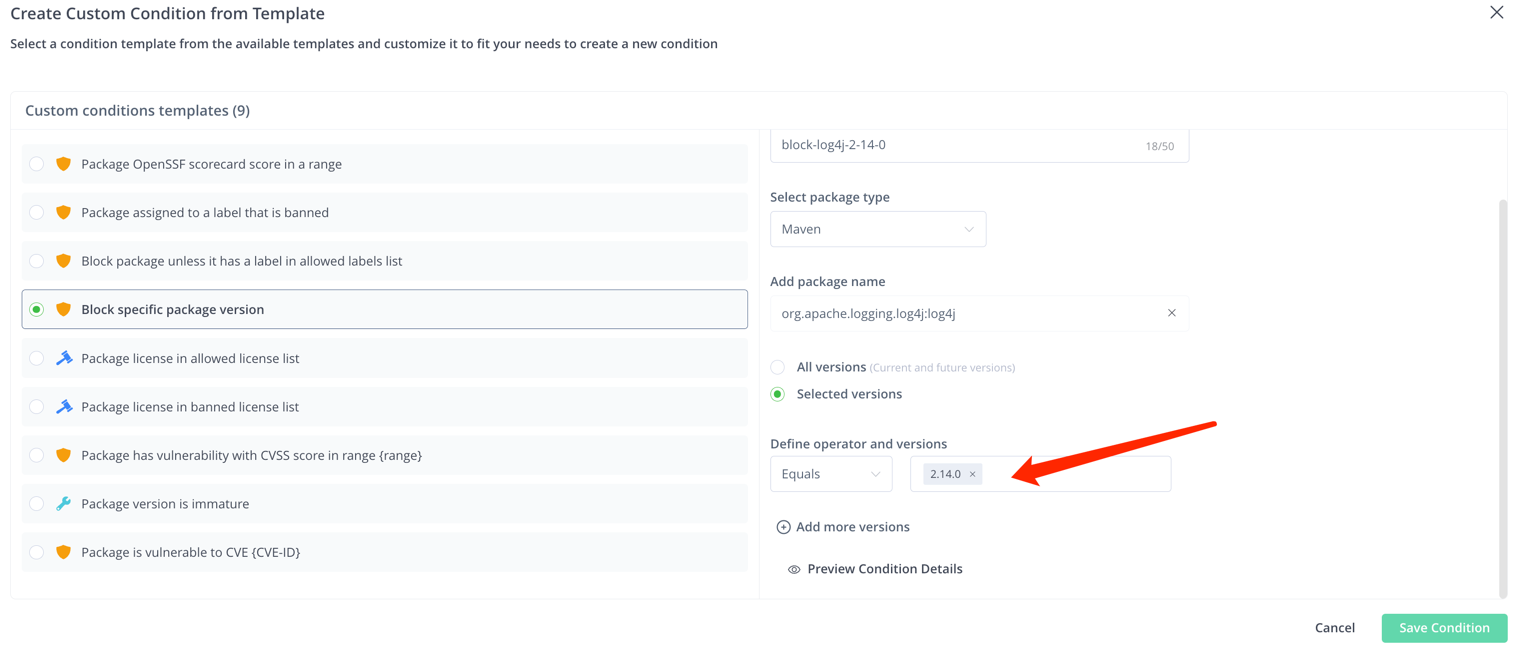 Create Custom Condition from Template
Select a condition template from the available templates and customize it to fit your needs to create a new condition
Custom conditions templates (9)
Package OpenSSF scorecard score in a range
Package assigned to a label that is banned
Block package unless it has a label in allowed labels list
Block specific package version
Package license in allowed license list
Package license in banned license list
Package has vulnerability with CVSS score in range {range}
Package version is immature
Package is vulnerable to CVE {CVE-ID}
block-log4j-2-14-0
18/50
Select package type
Maven
Add package name
org.apache.logging.log4j:log4j
All versions (Current and future versions)
Selected versions
Define operator and versions
Equals
2.14.0
Add more versions
Preview Condition Details
Cancel
Save Condition